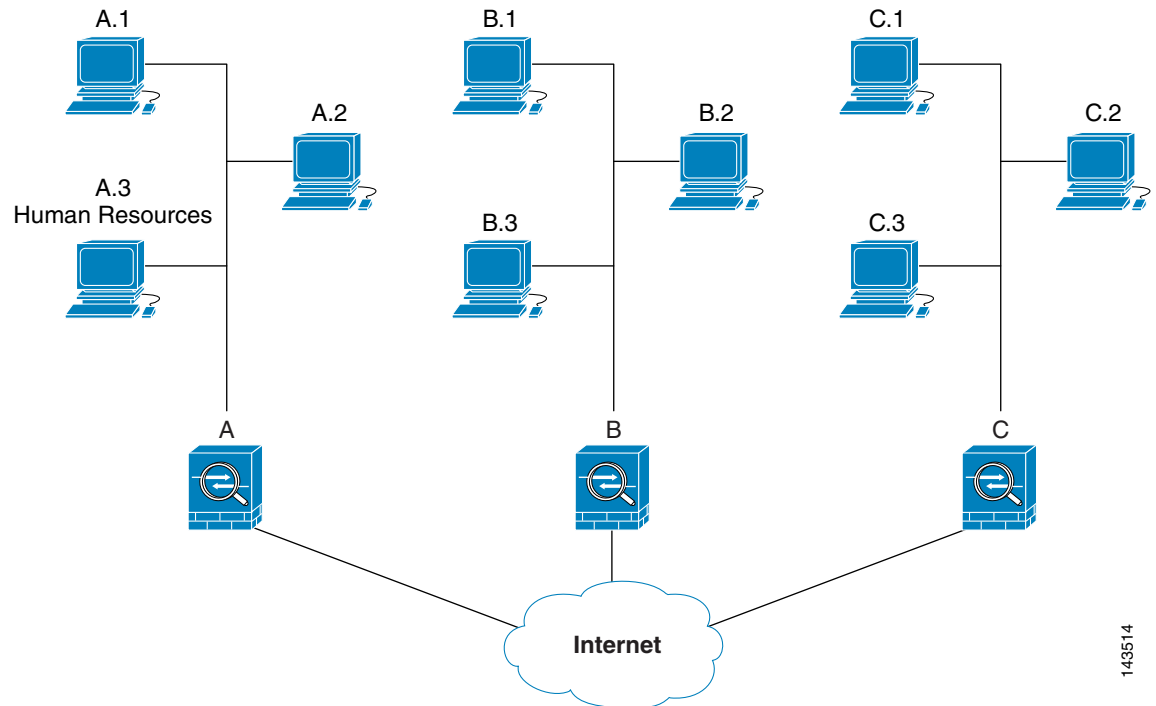 A.1
B.1
C.1
A.2
B.2
C.2
A.3
Human Resources
B.3
C.3
A
B
C
Internet
143514